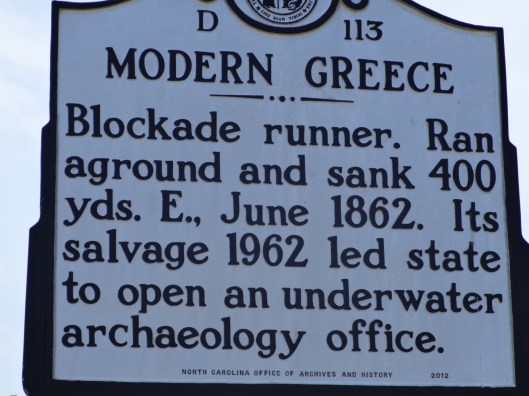 D 113
MODERN GREECE
Blockade runner. Ran
aground and sank 400
yds. E., June 1862. Its
salvage 1962 led state
to open an underwater
archaeology office.
NORTH CAROLINA OFFICE OF ARCHIVES AND HISTORY 2012